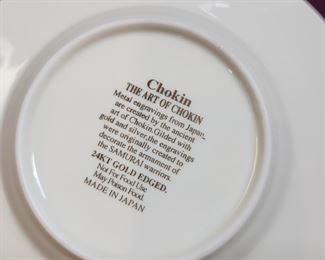 Chokin
THE ART OF CHOKIN
Metal engravings from Japan,
are created by the ancient
art of Chokin.Gilded with
gold and silver,the engravings
were originally created to
decorate the armament of
the SAMURAI warriors.
24KT GOLD EDGED.
Not For Food Use
May Poison Food.
MADE IN JAPAN